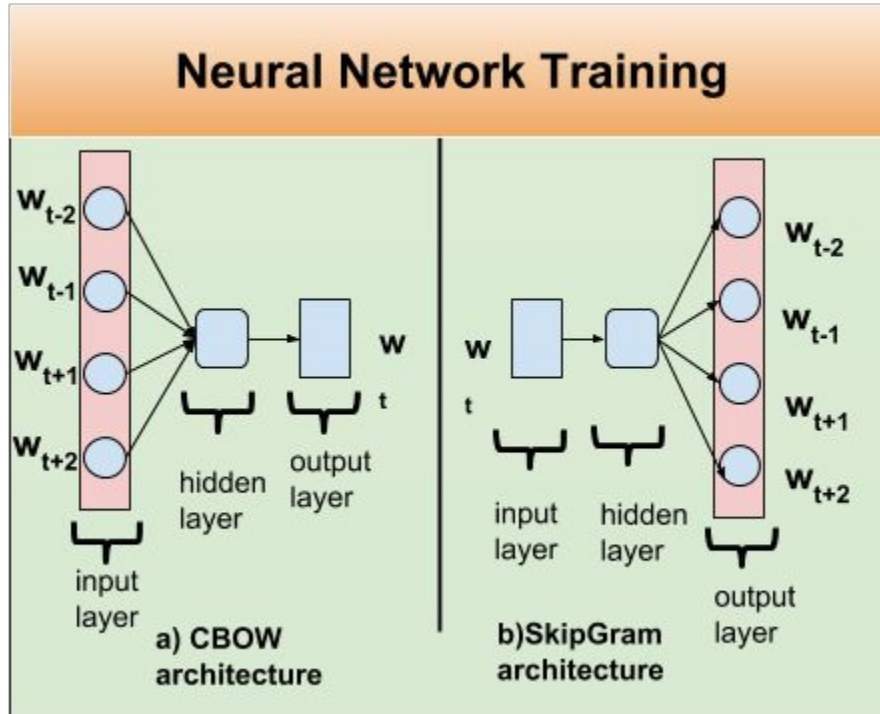 Neural Network Training
w t-2
w t-1
w t+1
w t+2
w
t
hidden
layer
output
layer
input
layer
a) CBOW
architecture
w
t
input
layer
hidden
layer
w t-2
w t-1
w t+1
w t+2
output
layer
b)SkipGram
architecture